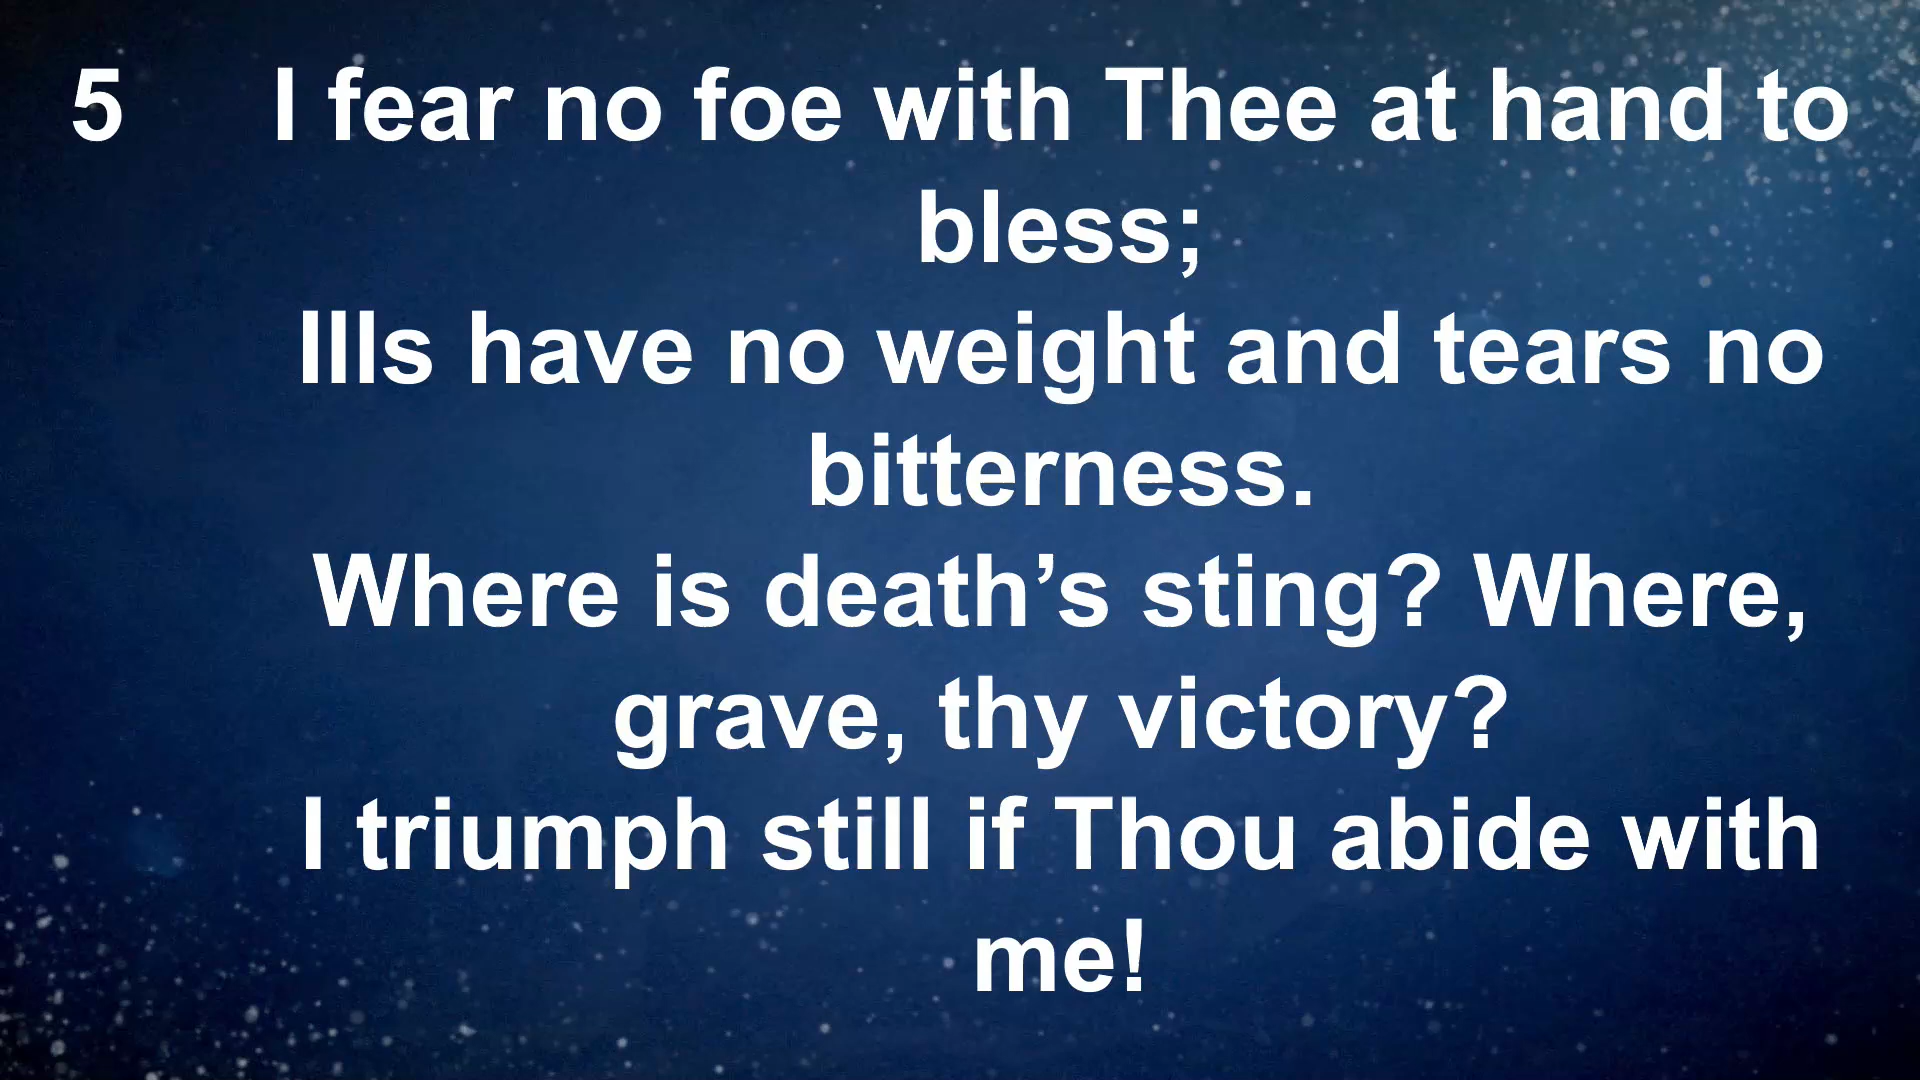 5 I fear no foe with Thee at hand to
bless;
Ills have no weight and tears no
bitterness.
Where is death’s sting? Where,
grave, thy victory?
I triumph still if Thou abide with
me!